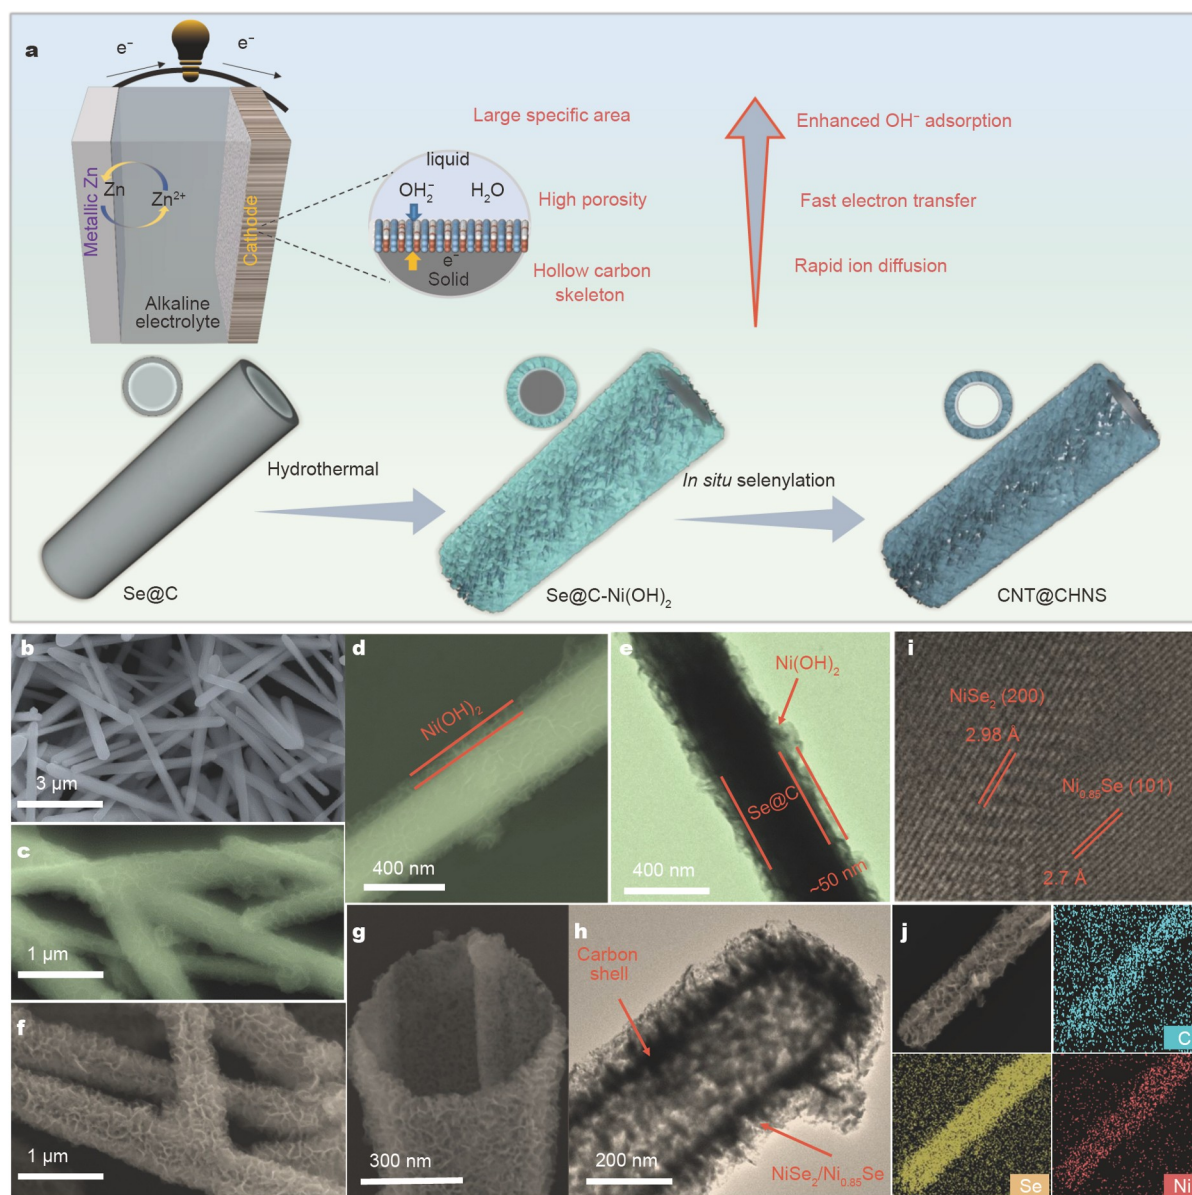 a
e⁻
e⁻
Metallic Zn
Zn
Zn²⁺
Cathode
Alkaline
electrolyte
Large specific area
liquid
OH₂⁻
H₂O
High porosity
e⁻
Solid
Hollow carbon
skeleton
Enhanced OH⁻ adsorption
Fast electron transfer
Rapid ion diffusion
Hydrothermal
In situ selenylation
Se@C
Se@C-Ni(OH)₂
CNT@CHNS
b
3 μm
c
1 μm
d
Ni(OH)₂
400 nm
e
Ni(OH)₂
Se@C
~50 nm
400 nm
f
1 μm
g
300 nm
h
Carbon
shell
200 nm
NiSe₂/Ni₀.₈₅Se
i
NiSe₂ (200)
2.98 Å
Ni₀.₈₅Se (101)
2.7 Å
j
C
Se
Ni